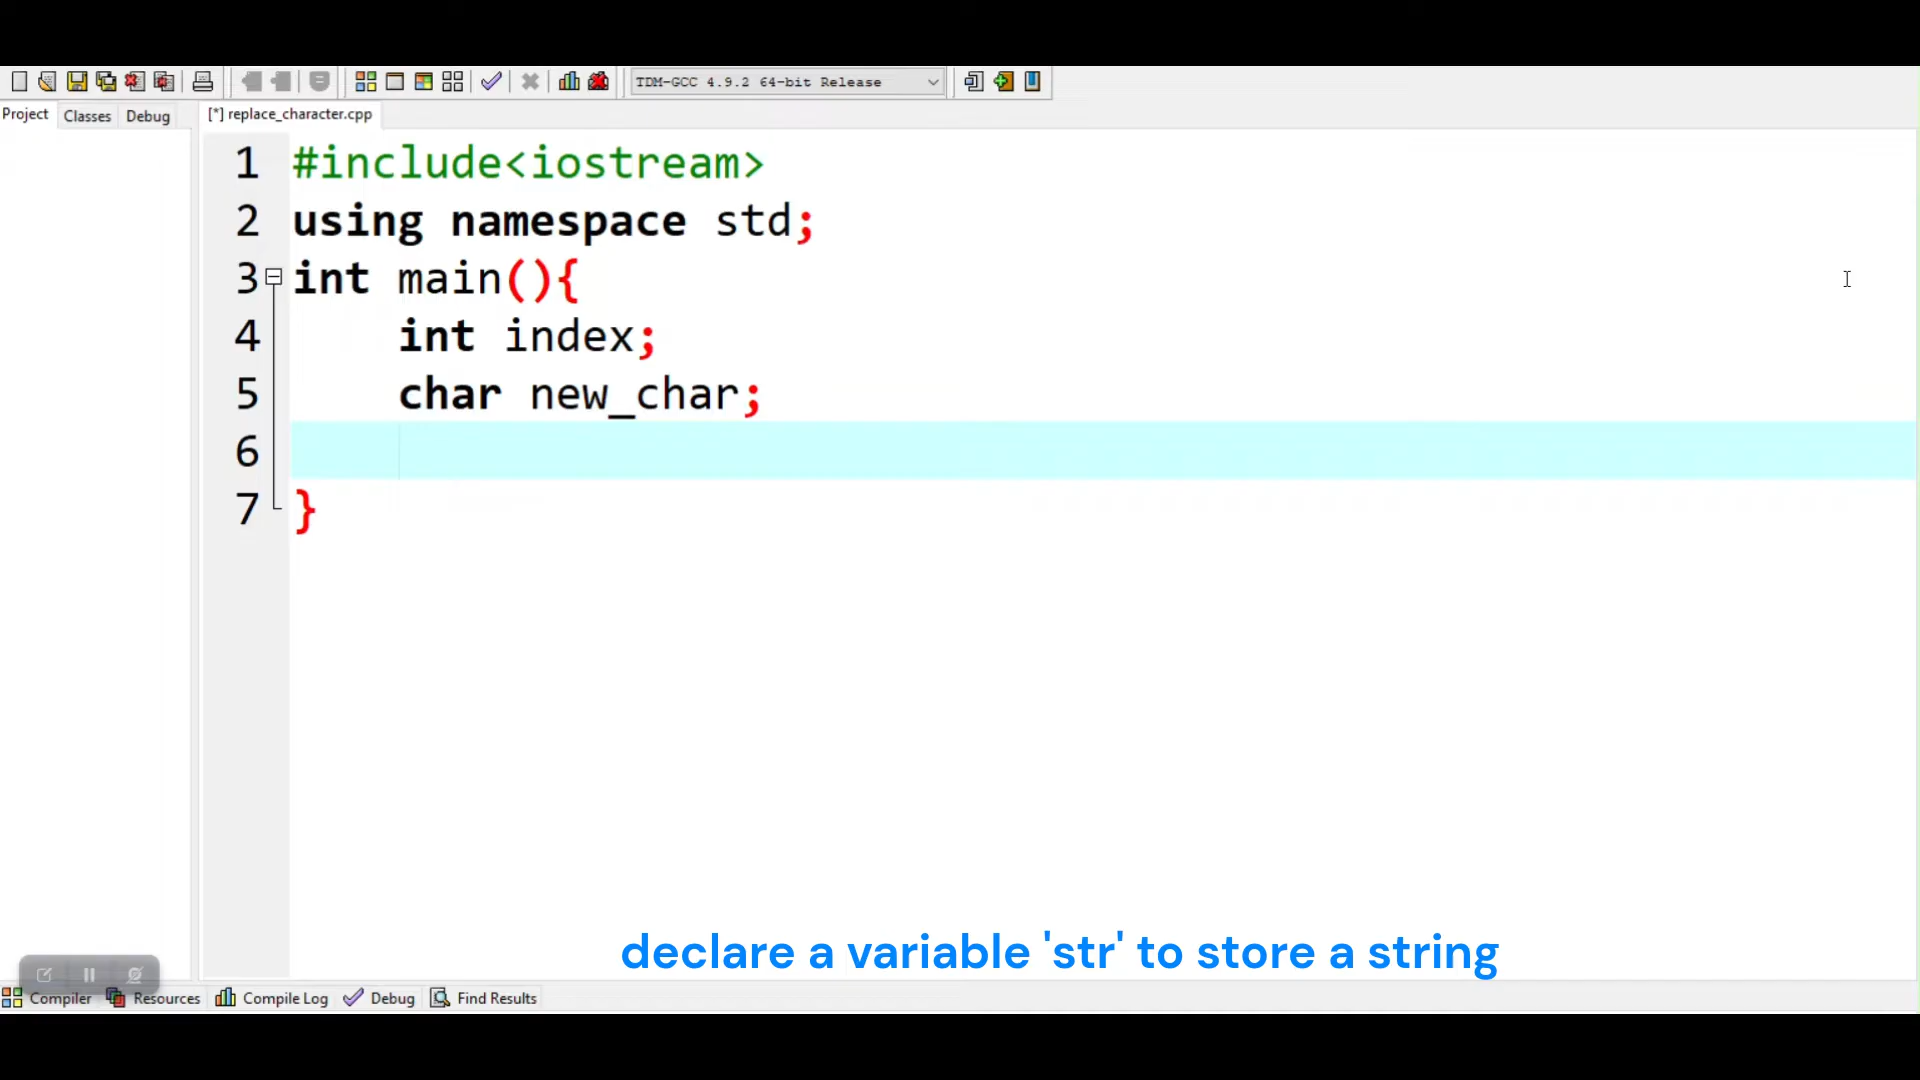 TDM-GCC 4.9.2 64-bit Release
Project Classes Debug [*] replace_character.cpp
1 #include<iostream>
2 using namespace std;
3 int main(){
4 int index;
5 char new_char;
6
7 }
declare a variable 'str' to store a string
Compiler Resources Compile Log Debug Find Results